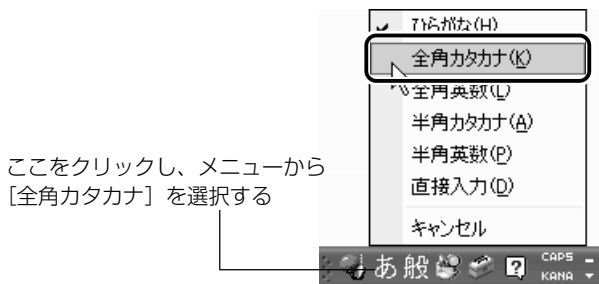 ひらがな(H)
全角カタカナ(K)
全角英数(L)
半角カタカナ(A)
半角英数(P)
直接入力(D)
キャンセル
ここをクリックし、メニューから
［全角カタカナ］を選択する
あ 般 ? CAPS
KANA